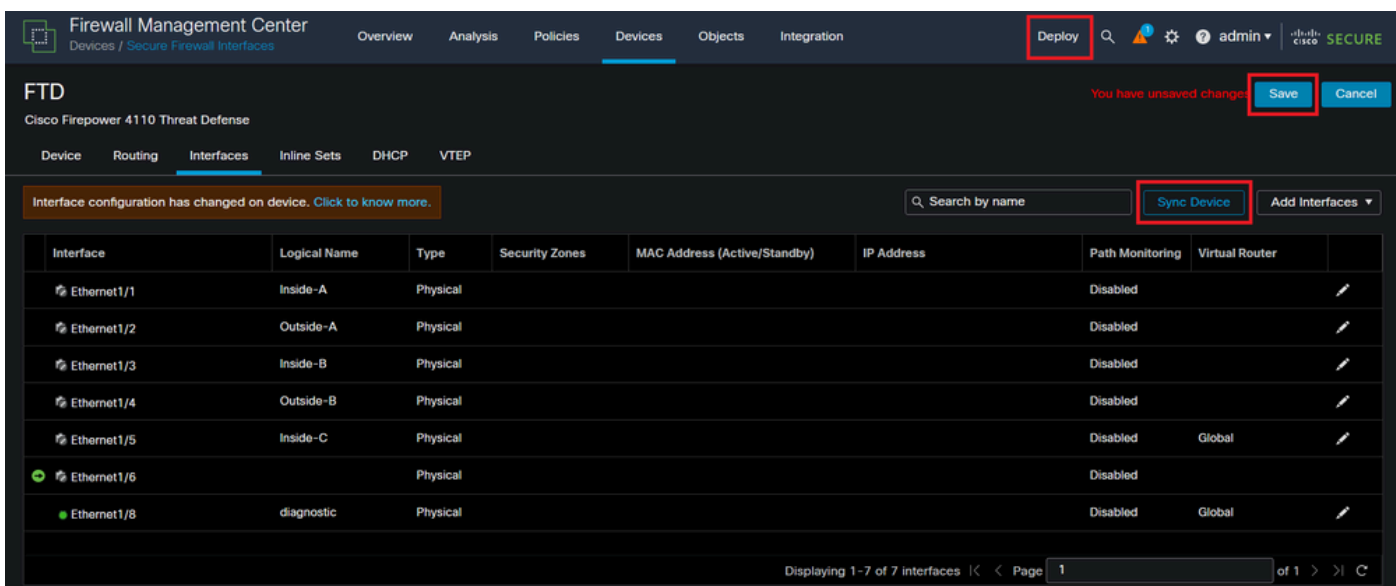 Firewall Management Center
Devices / Secure Firewall Interfaces
Overview Analysis Policies Devices Objects Integration Deploy 1 ? admin ▾ cisco SECURE
FTD
You have unsaved changes Save Cancel
Cisco Firepower 4110 Threat Defense
Device Routing Interfaces Inline Sets DHCP VTEP
Interface configuration has changed on device. Click to know more. Search by name Sync Device Add Interfaces ▾
Interface Logical Name Type Security Zones MAC Address (Active/Standby) IP Address Path Monitoring Virtual Router
Ethernet1/1 Inside-A Physical Disabled
Ethernet1/2 Outside-A Physical Disabled
Ethernet1/3 Inside-B Physical Disabled
Ethernet1/4 Outside-B Physical Disabled
Ethernet1/5 Inside-C Physical Disabled Global
Ethernet1/6 Physical Disabled
Ethernet1/8 diagnostic Physical Disabled Global
Displaying 1-7 of 7 interfaces |< < Page 1 of 1 > >| C